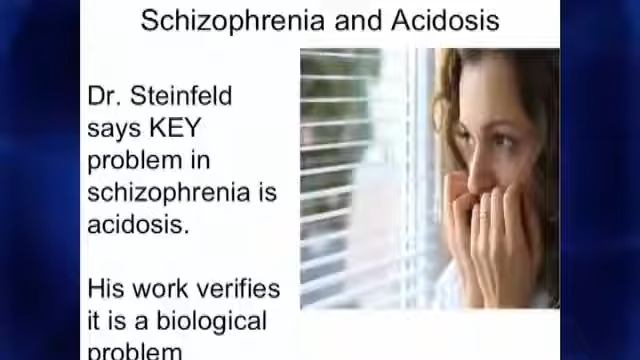 Schizophrenia and Acidosis
Dr. Steinfeld
says KEY
problem in
schizophrenia is
acidosis.
His work verifies
it is a biological
problem